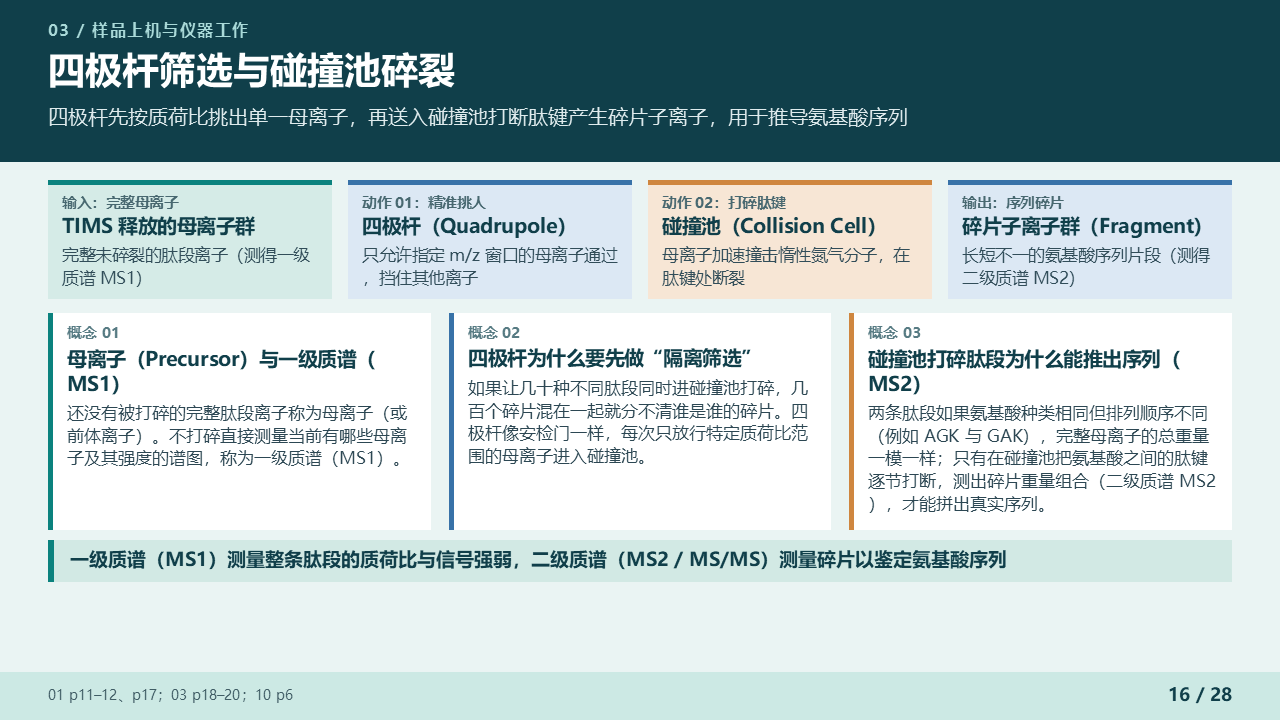 03 / 样品上机与仪器工作
四极杆筛选与碰撞池碎裂
四极杆先按质荷比挑出单一母离子，再送入碰撞池打断肽键产生碎片子离子，用于推导氨基酸序列
输入：完整母离子
TIMS 释放的母离子群
完整未碎裂的肽段离子（测得一级
质谱 MS1）
动作 01：精准挑人
四极杆（Quadrupole）
只允许指定 m/z 窗口的母离子通过
，挡住其他离子
动作 02：打碎肽键
碰撞池（Collision Cell）
母离子加速撞击惰性氮气分子，在
肽键处断裂
输出：序列碎片
碎片子离子群（Fragment）
长短不一的氨基酸序列片段（测得
二级质谱 MS2）
概念 01
母离子（Precursor）与一级质谱（
MS1）
还没有被打碎的完整肽段离子称为母离子（或
前体离子）。不打碎直接测量当前有哪些母离
子及其强度的谱图，称为一级质谱（MS1）。
概念 02
四极杆为什么要先做“隔离筛选”
如果让几十种不同肽段同时进碰撞池打碎，几
百个碎片混在一起就分不清谁是谁的碎片。四
极杆像安检门一样，每次只放行特定质荷比范
围的母离子进入碰撞池。
概念 03
碰撞池打碎肽段为什么能推出序列（
MS2）
两条肽段如果氨基酸种类相同但排列顺序不同
（例如 AGK 与 GAK），完整母离子的总重量
一模一样；只有在碰撞池把氨基酸之间的肽键
逐节打断，测出碎片重量组合（二级质谱 MS2
），才能拼出真实序列。
一级质谱（MS1）测量整条肽段的质荷比与信号强弱，二级质谱（MS2 / MS/MS）测量碎片以鉴定氨基酸序列
01 p11–12、p17；03 p18–20；10 p6
16 / 28